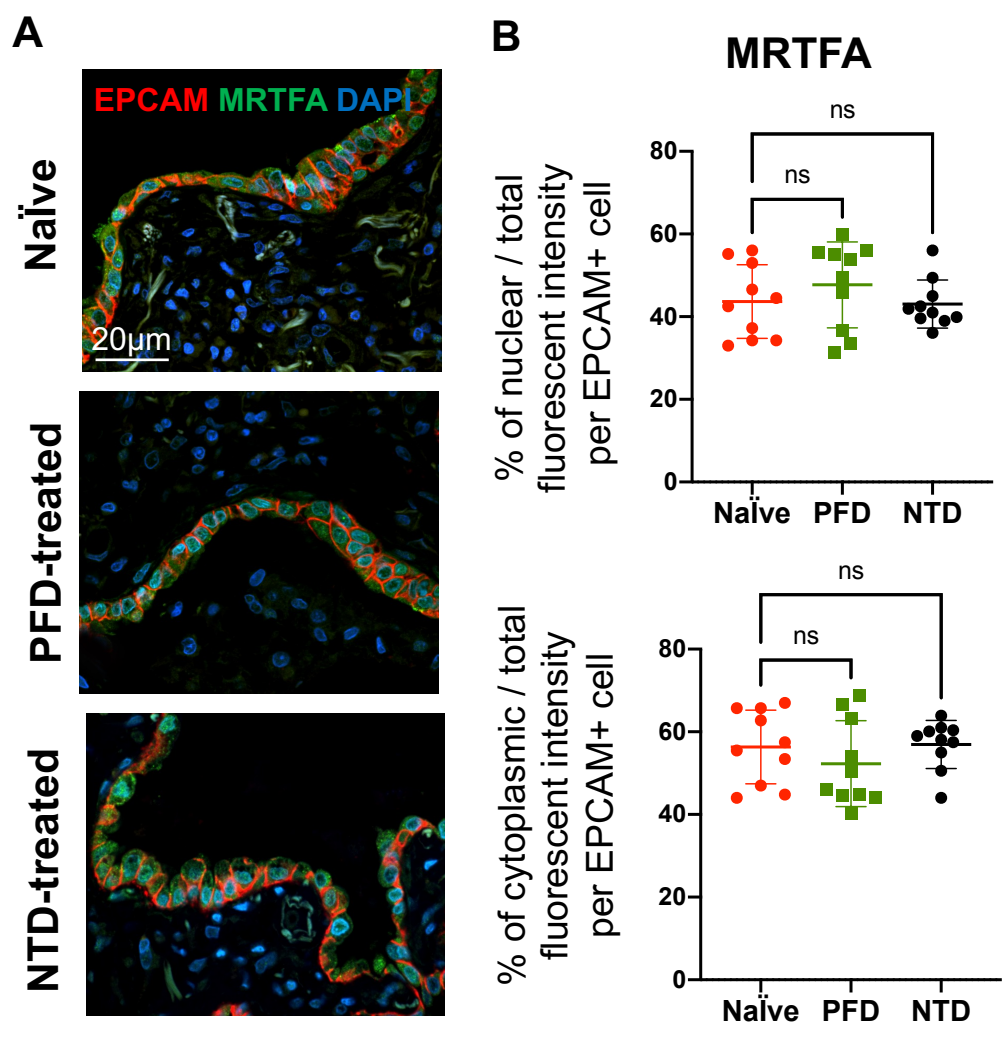 A
EPCAM MRTFA DAPI
NaÏve
20µm
PFD-treated
NTD-treated
B
MRTFA
% of nuclear / total
fluorescent intensity
per EPCAM+ cell
ns
ns
80
60
40
20
0
NaÏve PFD NTD
% of cytoplasmic / total
fluorescent intensity
per EPCAM+ cell
ns
ns
80
60
40
20
0
NaÏve PFD NTD